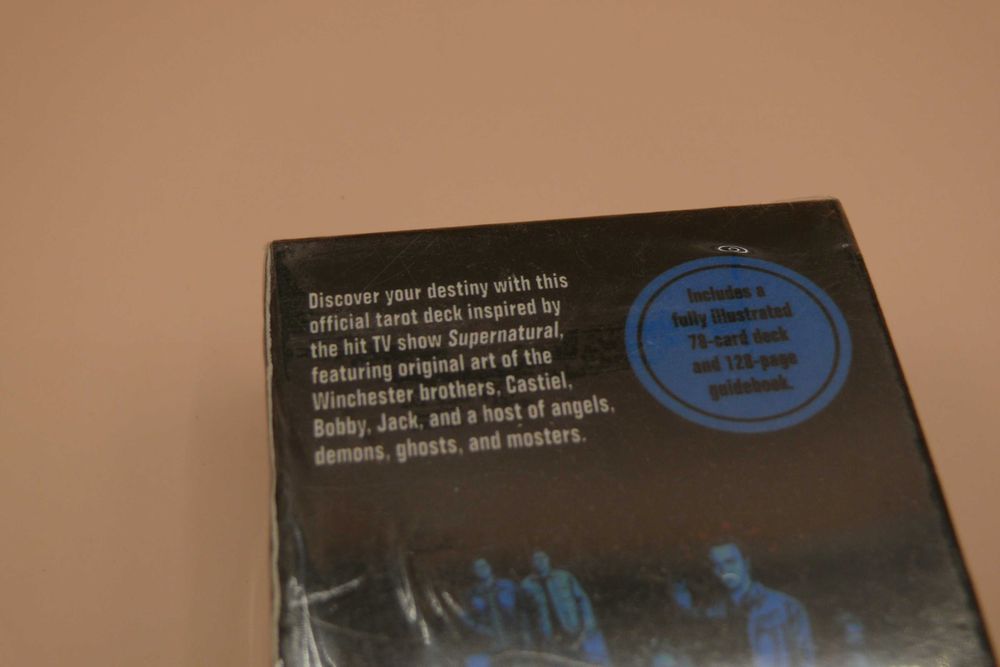 Discover your destiny with this
official tarot deck inspired by
the hit TV show Supernatural,
featuring original art of the
Winchester brothers, Castiel,
Bobby, Jack, and a host of angels,
demons, ghosts, and mosters.
Includes a
fully illustrated
78-card deck
and 128-page
guidebook.